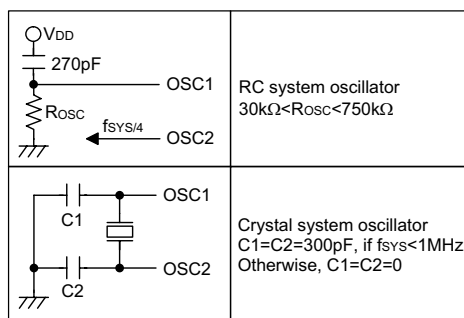 VDD
270pF
OSC1
ROSC
fSYS/4
OSC2
RC system oscillator
30kΩ<ROSC<750kΩ
OSC1
C1
OSC2
C2
Crystal system oscillator
C1=C2=300pF, if fSYS<1MHz
Otherwise, C1=C2=0